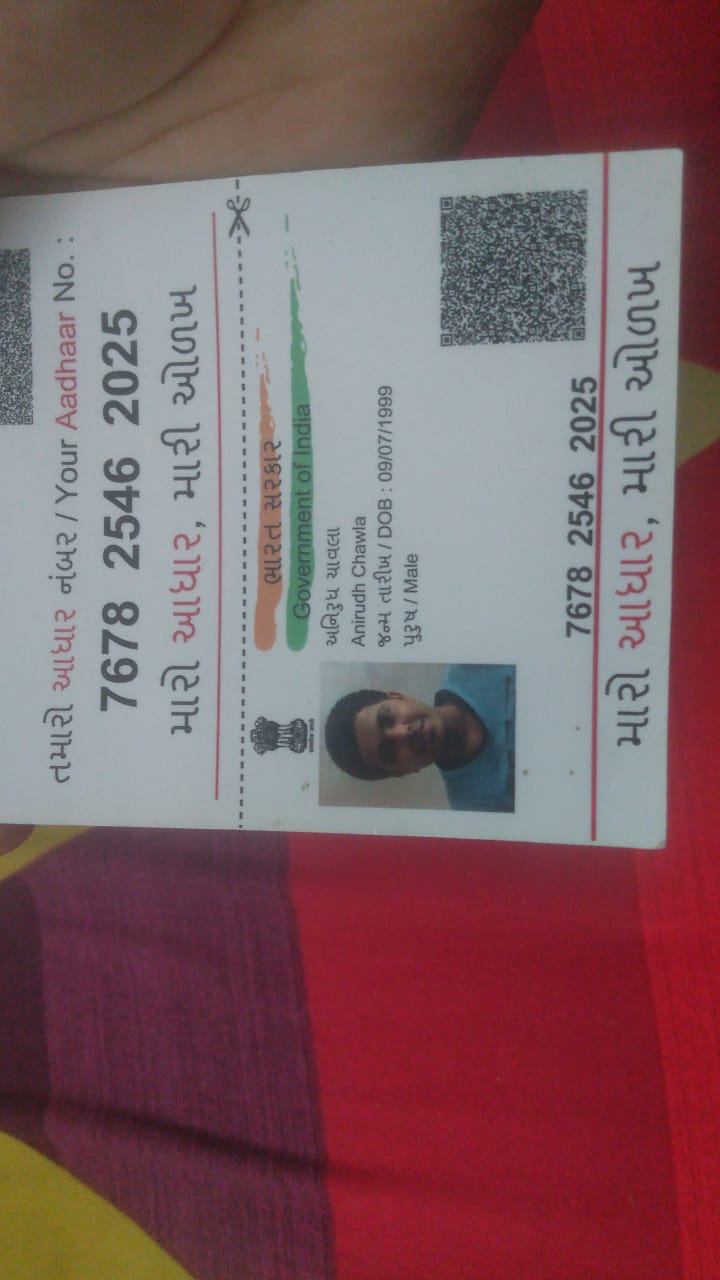 તમારો આધાર નંબર / Your Aadhaar No. :
7678 2546 2025
મારો આધાર, મારી ઓળખ
ભારત સરકાર
Government of India
અનિરુધ ચાવલા
Anirudh Chawla
જન્મ તારીખ / DOB : 09/07/1999
પુરુષ / Male
7678 2546 2025
મારો આધાર, મારી ઓળખ